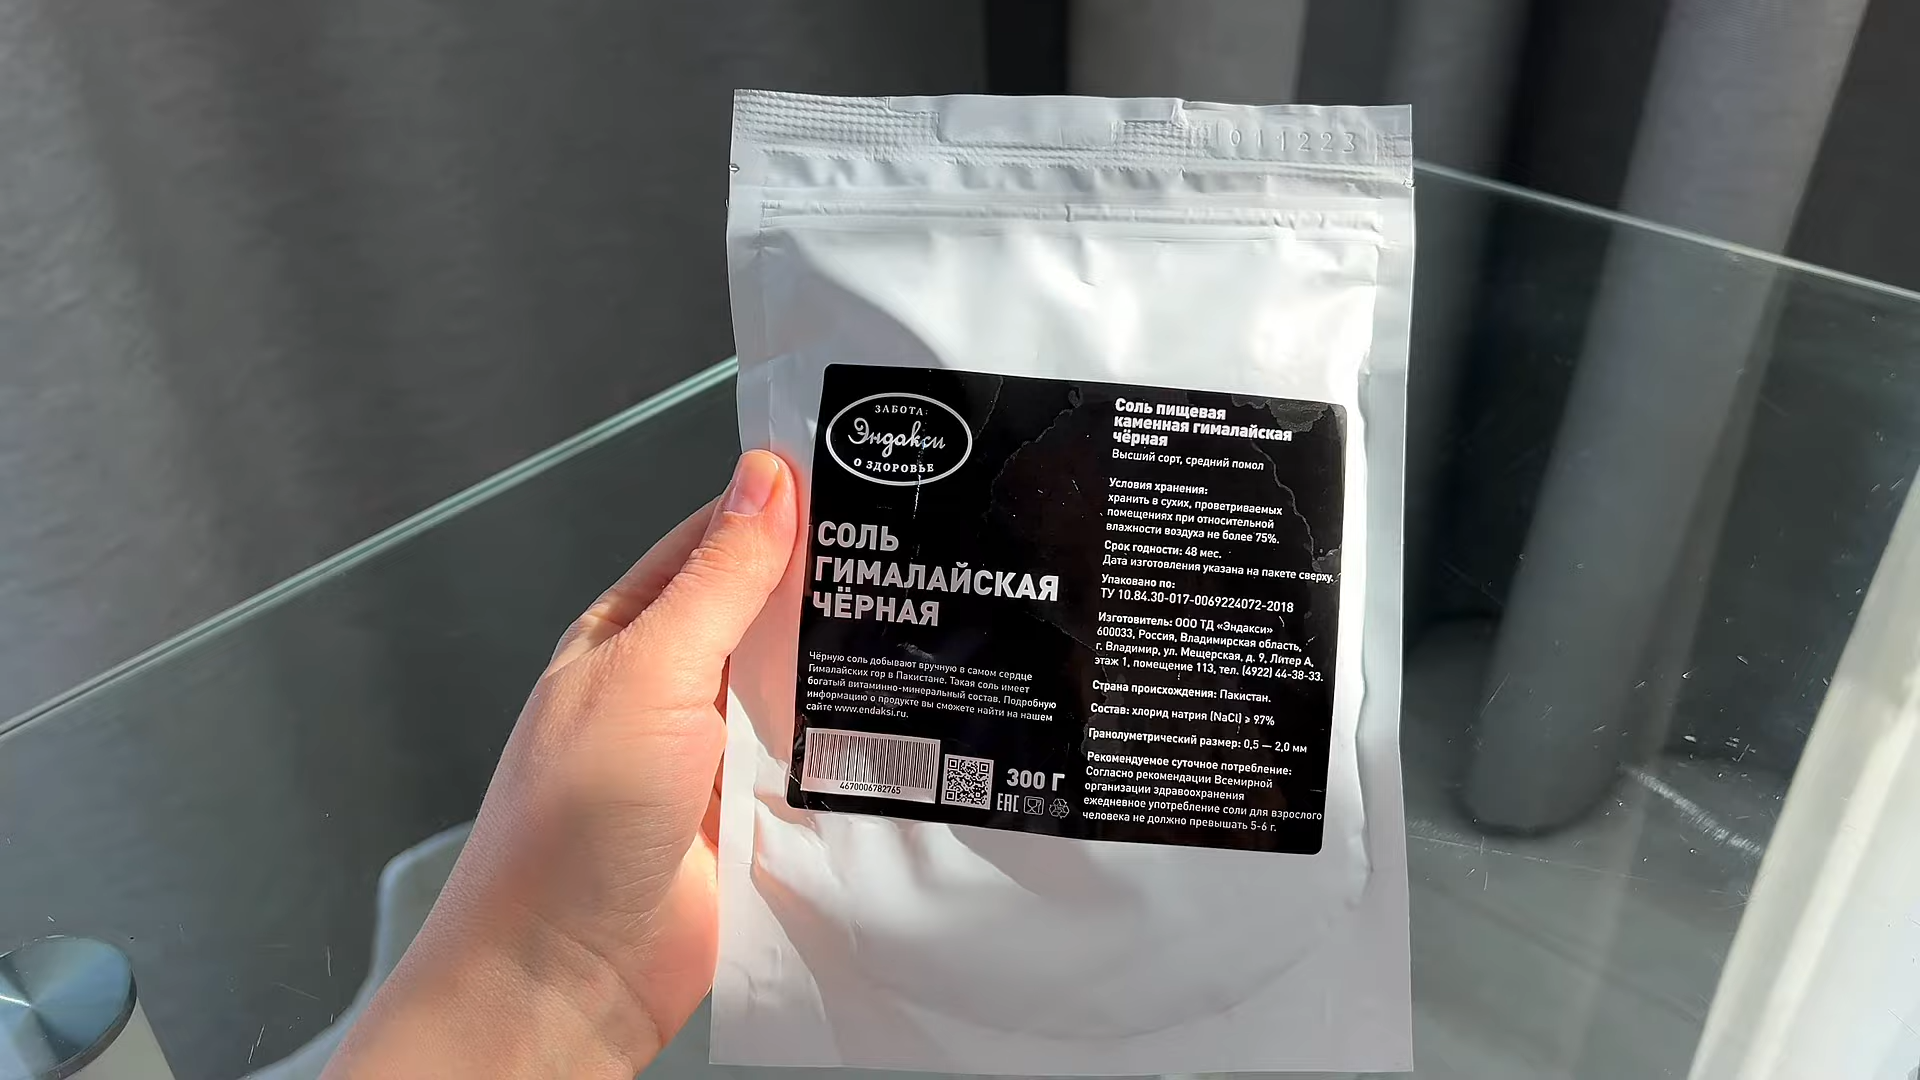 011223
ЗАБОТА
Эндакси
О ЗДОРОВЬЕ
СОЛЬ
ГИМАЛАЙСКАЯ
ЧЁРНАЯ
Чёрную соль добывают вручную в самом сердце
Гималайских гор в Пакистане. Такая соль имеет
богатый витаминно-минеральный состав. Подробную
информацию о продукте вы сможете найти на нашем
сайте www.endaksi.ru.
4670006782765
300 Г
EAC
Соль пищевая
каменная гималайская
чёрная
Высший сорт, средний помол
Условия хранения:
хранить в сухих, проветриваемых
помещениях при относительной
влажности воздуха не более 75%.
Срок годности: 48 мес.
Дата изготовления указана на пакете сверху.
Упаковано по:
ТУ 10.84.30-017-0069224072-2018
Изготовитель: ООО ТД «Эндакси»
600033, Россия, Владимирская область,
г. Владимир, ул. Мещерская, д. 9, Литер А,
этаж 1, помещение 113, тел. (4922) 44-38-33.
Страна происхождения: Пакистан.
Состав: хлорид натрия (NaCl) ≥ 97%
Гранолуметрический размер: 0,5 — 2,0 мм
Рекомендуемое суточное потребление:
Согласно рекомендации Всемирной
организации здравоохранения
ежедневное употребление соли для взрослого
человека не должно превышать 5-6 г.